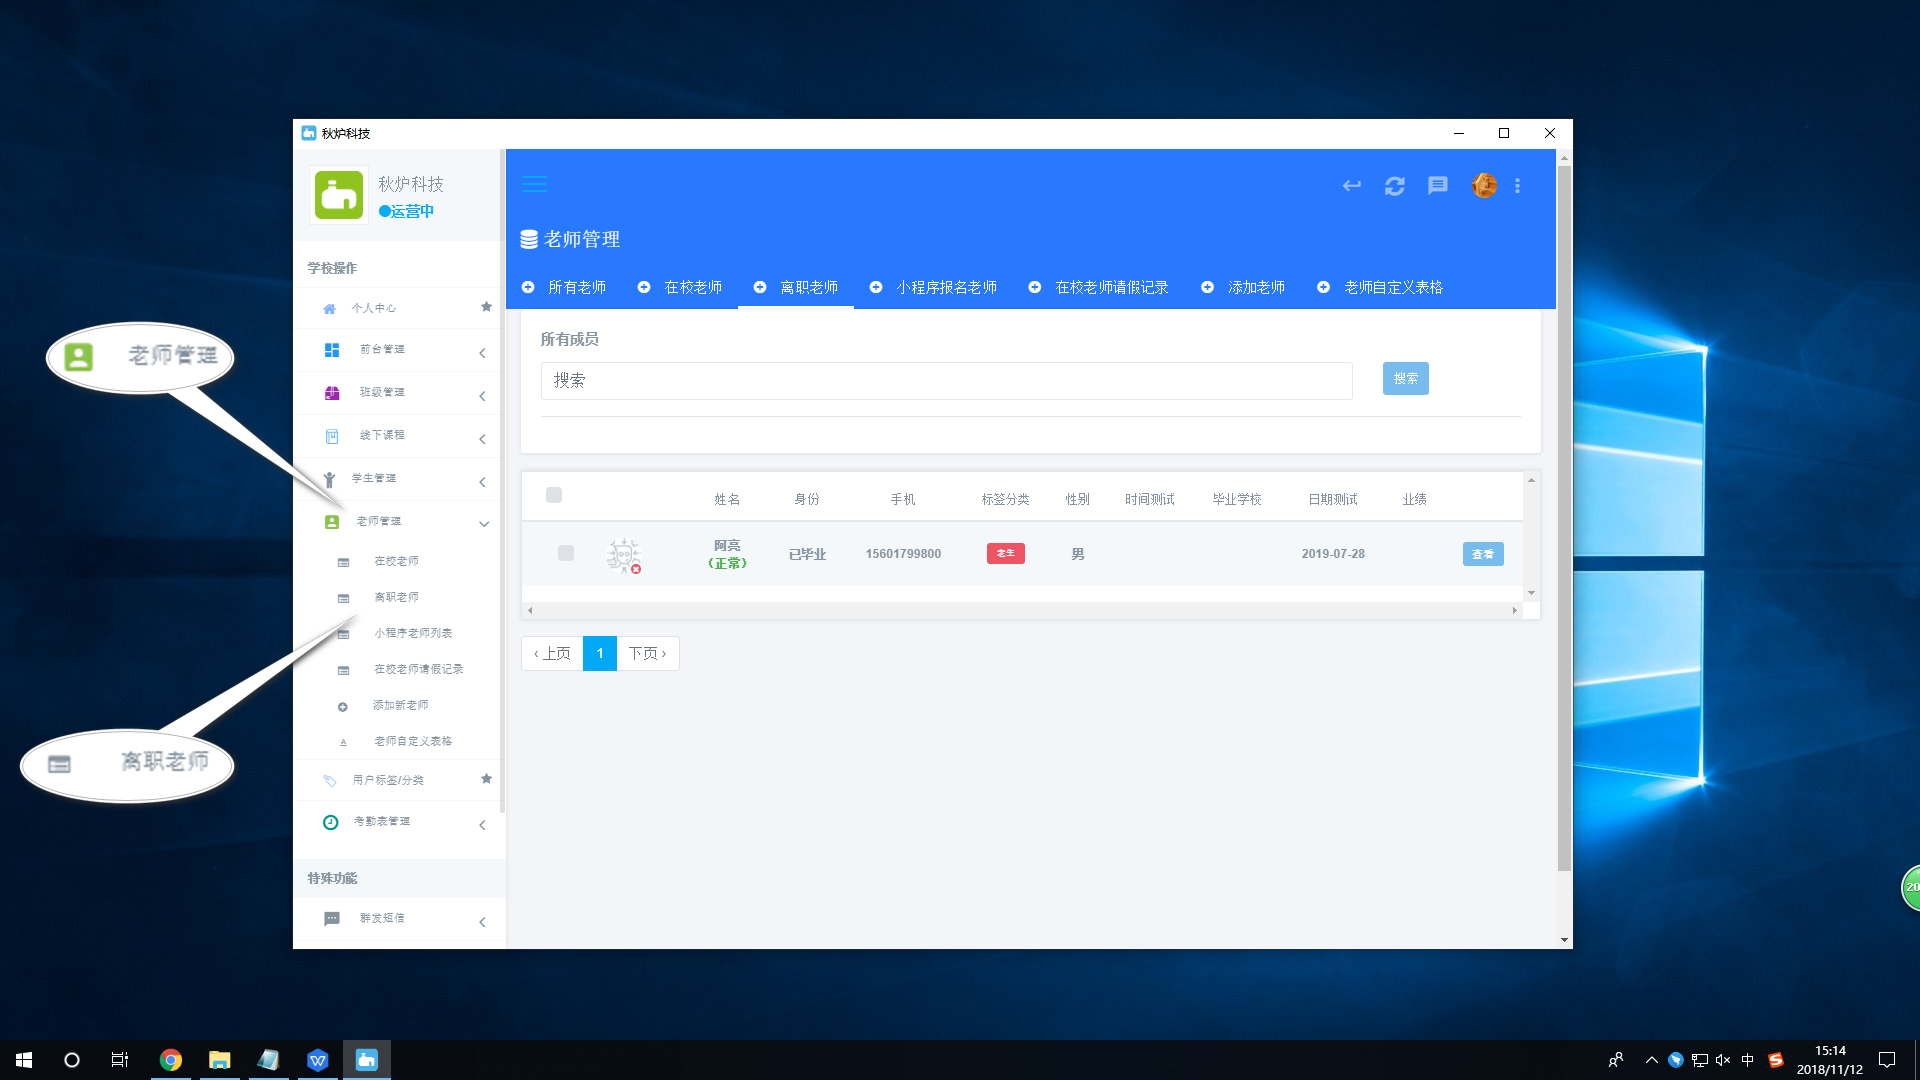 秋炉科技
秋炉科技
运营中
学校操作
个人中心
前台管理
班级管理
线下课程
学生管理
老师管理
在校老师
离职老师
小程序老师列表
在校老师请假记录
添加新老师
老师自定义表格
用户标签/分类
考勤表管理
特殊功能
群发短信
老师管理
离职老师
老师管理
所有老师 在校老师 离职老师 小程序报名老师 在校老师请假记录 添加老师 老师自定义表格
所有成员
搜索 搜索
姓名 身份 手机 标签分类 性别 时间测试 毕业学校 日期测试 业绩
阿亮 已毕业 15601799800 老生 男 2019-07-28 查看
(正常)
‹ 上页 1 下页 ›
20
中
15:14
2018/11/12